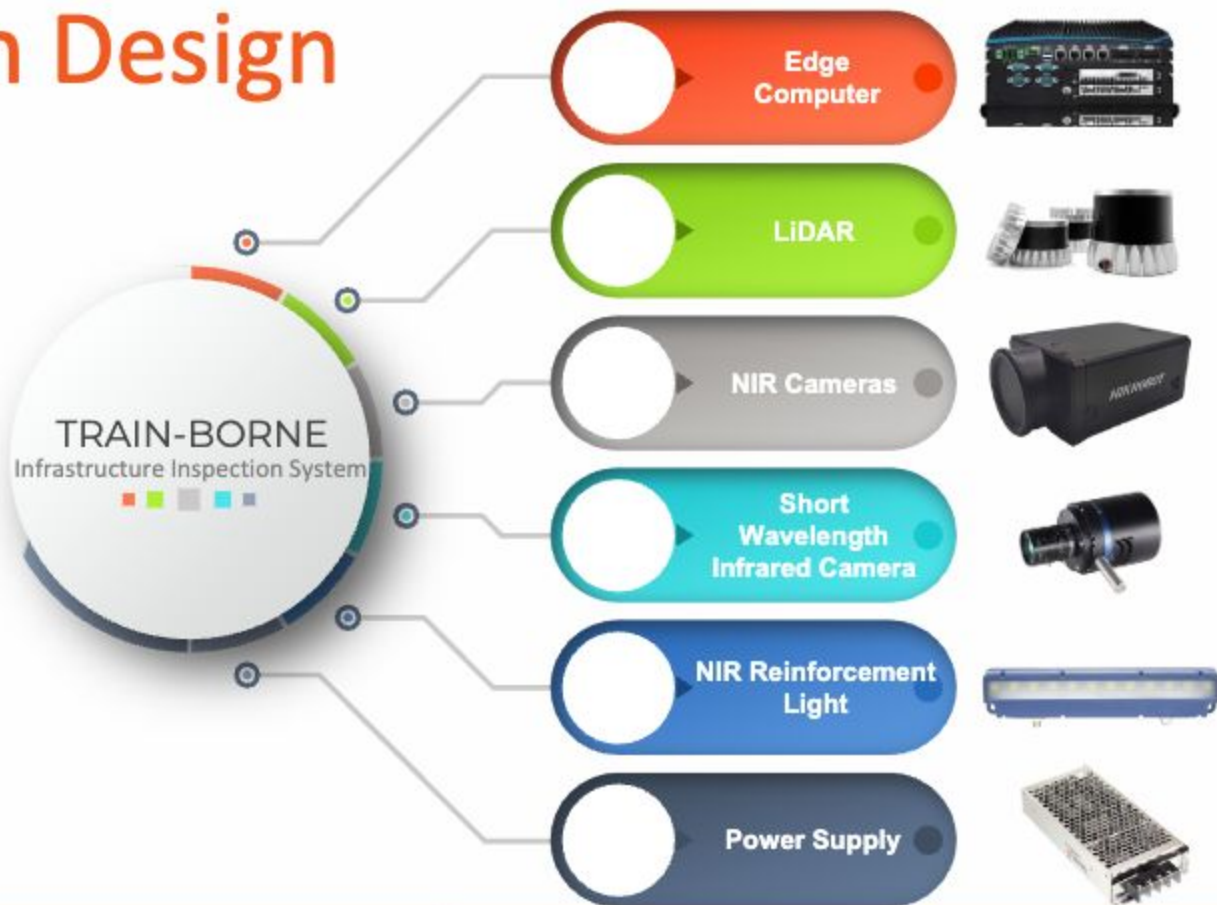 n Design
Edge
Computer
LiDAR
NIR Cameras
HIKROBOT
TRAIN-BORNE
Infrastructure Inspection System
Short
Wavelength
Infrared Camera
NIR Reinforcement
Light
Power Supply